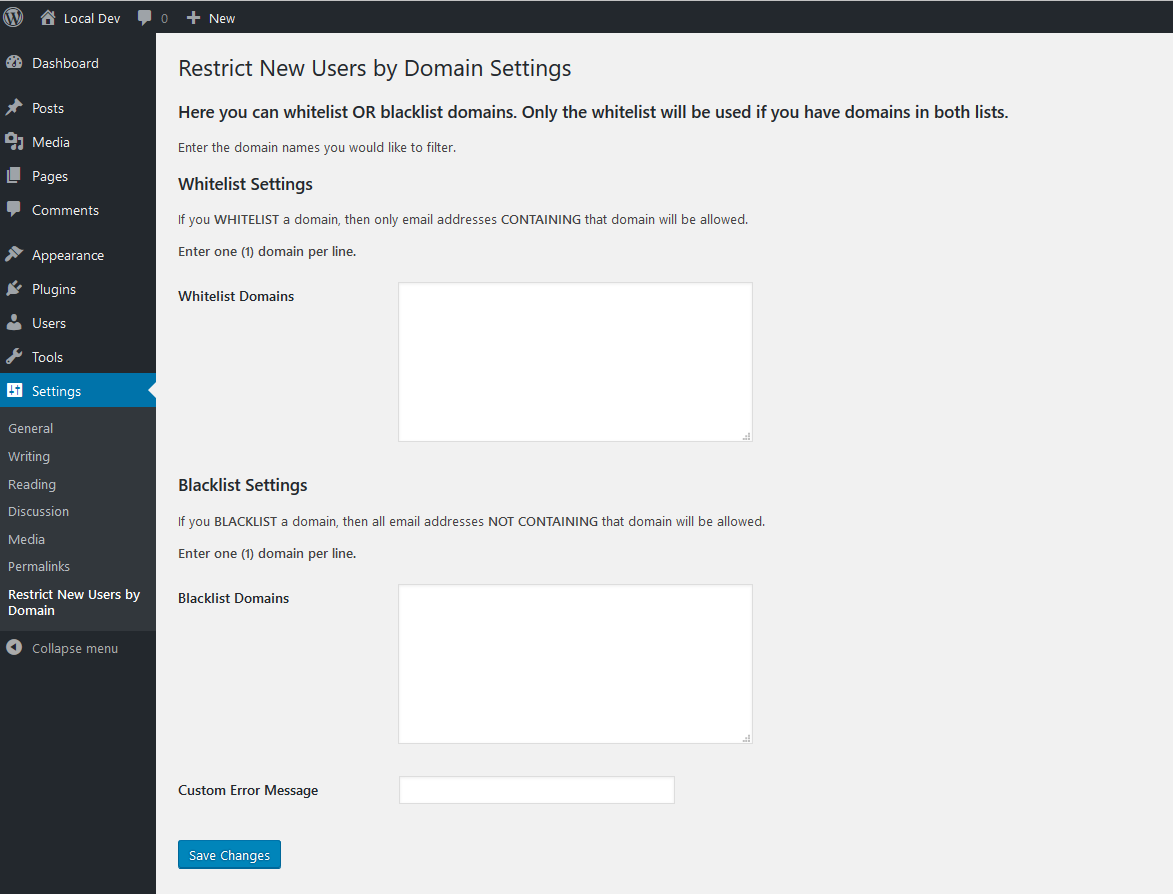 Local Dev 0 New
Dashboard
Posts
Media
Pages
Comments
Appearance
Plugins
Users
Tools
Settings
General
Writing
Reading
Discussion
Media
Permalinks
Restrict New Users by
Domain
Collapse menu
Restrict New Users by Domain Settings
Here you can whitelist OR blacklist domains. Only the whitelist will be used if you have domains in both lists.
Enter the domain names you would like to filter.
Whitelist Settings
If you WHITELIST a domain, then only email addresses CONTAINING that domain will be allowed.
Enter one (1) domain per line.
Whitelist Domains
Blacklist Settings
If you BLACKLIST a domain, then all email addresses NOT CONTAINING that domain will be allowed.
Enter one (1) domain per line.
Blacklist Domains
Custom Error Message
Save Changes